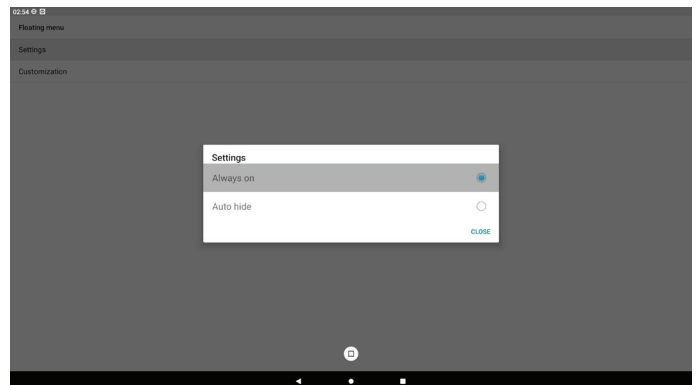 02:54
Floating menu
Settings
Customization
Settings
Always on
Auto hide
CLOSE